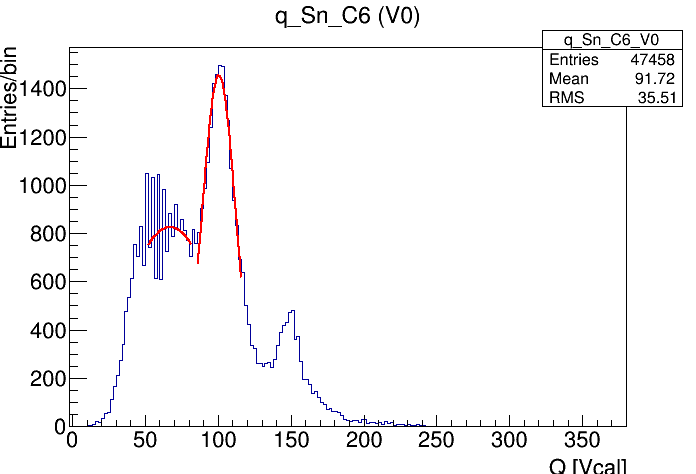 q_Sn_C6 (V0)
q_Sn_C6_V0
Entries 47458
Mean 91.72
RMS 35.51
Entries/bin
1400
1200
1000
800
600
400
200
0
0 50 100 150 200 250 300 350
Q [Vcal]